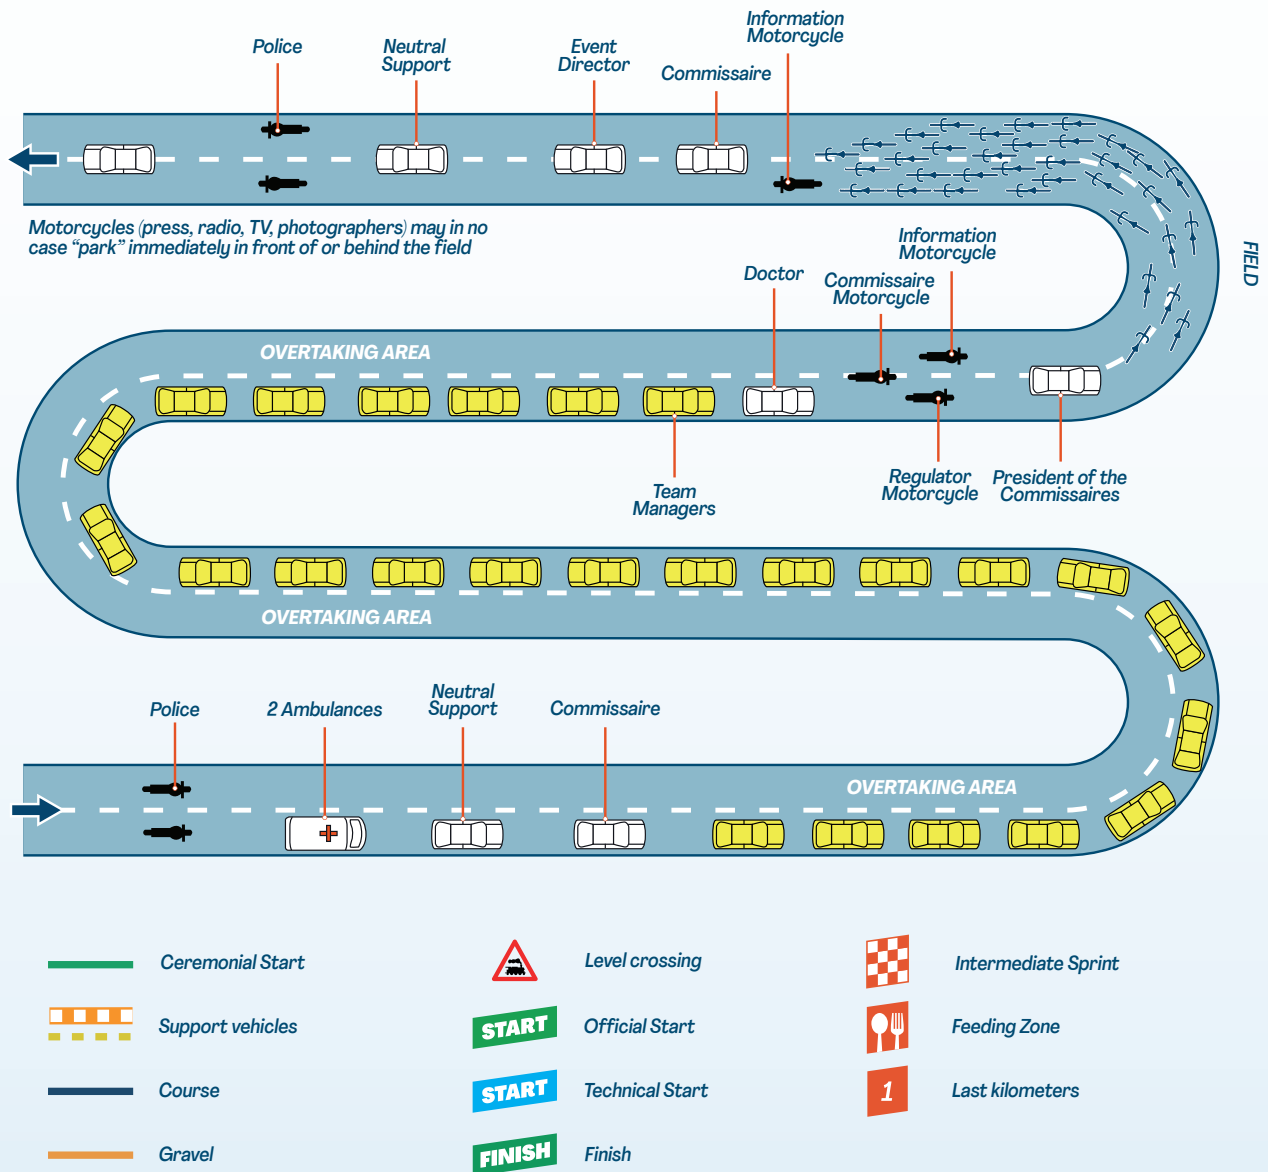 Information
Motorcycle
Police
Neutral
Support
Event
Director
Commissaire
Motorcycles (press, radio, TV, photographers) may in no
case “park” immediately in front of or behind the field
FIELD
Information
Motorcycle
Doctor
Commissaire
Motorcycle
OVERTAKING AREA
Team
Managers
Regulator
Motorcycle
President of the
Commissaires
OVERTAKING AREA
Police
2 Ambulances
Neutral
Support
Commissaire
OVERTAKING AREA
Ceremonial Start
Level crossing
Intermediate Sprint
Support vehicles
START
Official Start
Feeding Zone
Course
START
Technical Start
1
Last kilometers
Gravel
FINISH
Finish